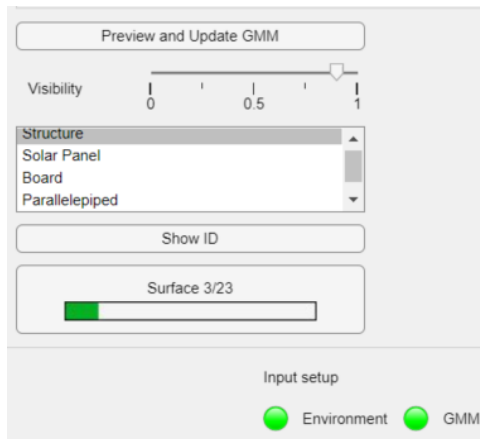 Preview and Update GMM
Visibility
0 0.5 1
Structure
Solar Panel
Board
Parallelepiped
Show ID
Surface 3/23
Input setup
Environment GMM